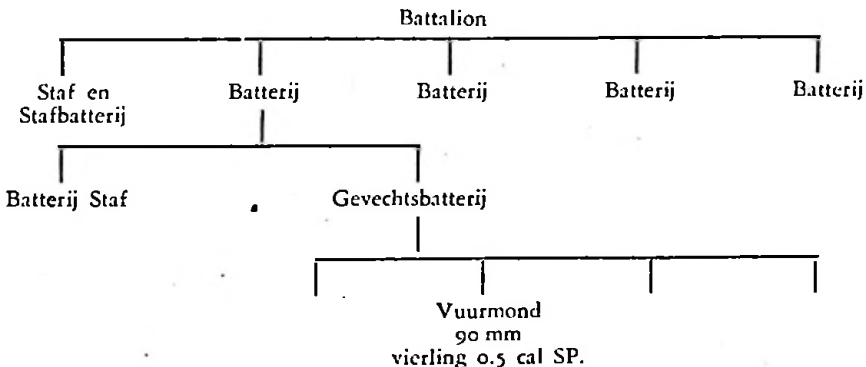 Battalion
Staf en Batterij Batterij Batterij Batterij
Stafbatterij
Batterij Staf Gevechtsbatterij
Vuurmond
90 mm
vierling 0.5 cal SP.